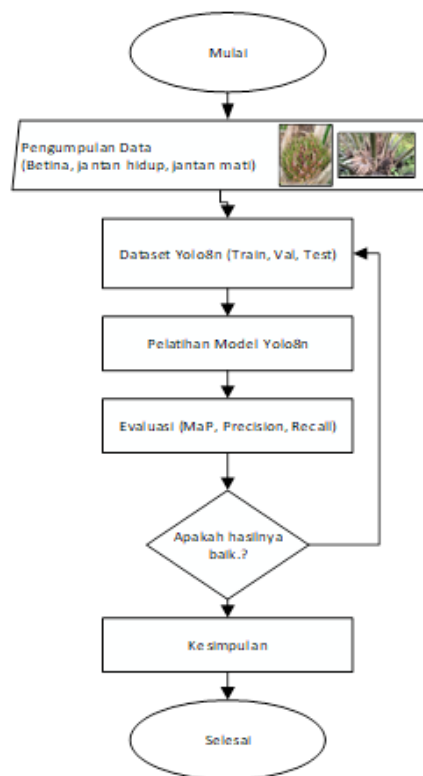 Mulai
Pengumpulan Data
(Betina, jantan hidup, jantan mati)
Dataset Yolo8n (Train, Val, Test)
Pelatihan Model Yolo8n
Evaluasi (MaP, Precision, Recall)
Apakah hasilnya
baik.?
Kesimpulan
Selesai